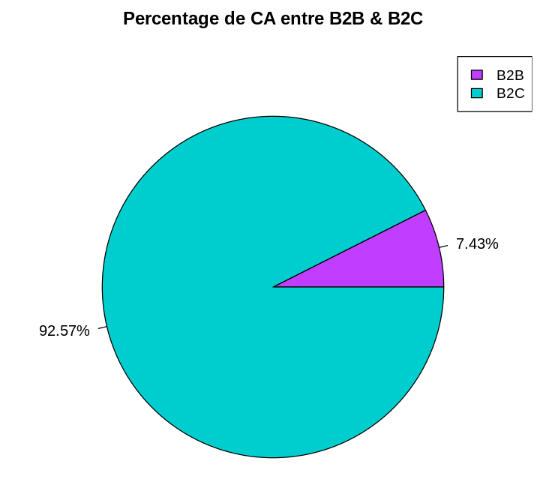 Percentage de CA entre B2B & B2C
B2B
B2C
7.43%
92.57%